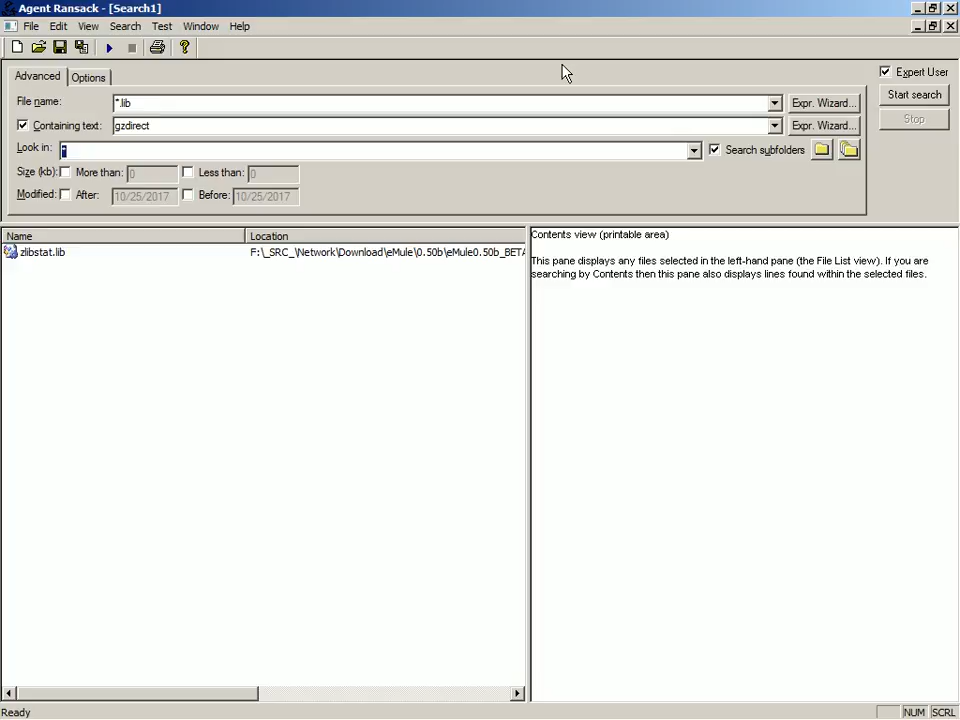 Agent Ransack - [Search1]
File Edit View Search Test Window Help
Advanced Options
Expert User
File name: *.lib Expr. Wizard... Start search
Containing text: gzdirect Expr. Wizard... Stop
Look in: Search subfolders
Size (kb): More than: 0 Less than: 0
Modified: After: 10/25/2017 Before: 10/25/2017
Name Location
zlibstat.lib F:\_SRC_\Network\Download\eMule\0.50b\eMule0.50b_BETA
Contents view (printable area)
This pane displays any files selected in the left-hand pane (the File List view). If you are
searching by Contents then this pane also displays lines found within the selected files.
Ready NUM SCRL